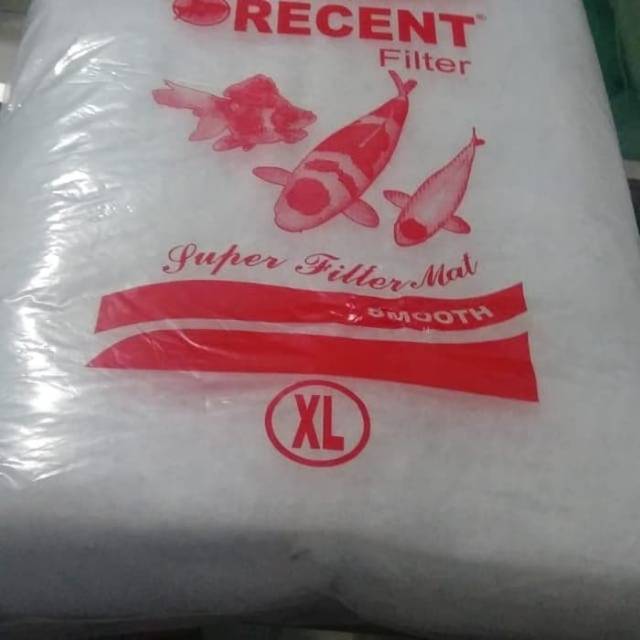 RECENT®
Filter
Super Filter Mat
SMOOTH
XL